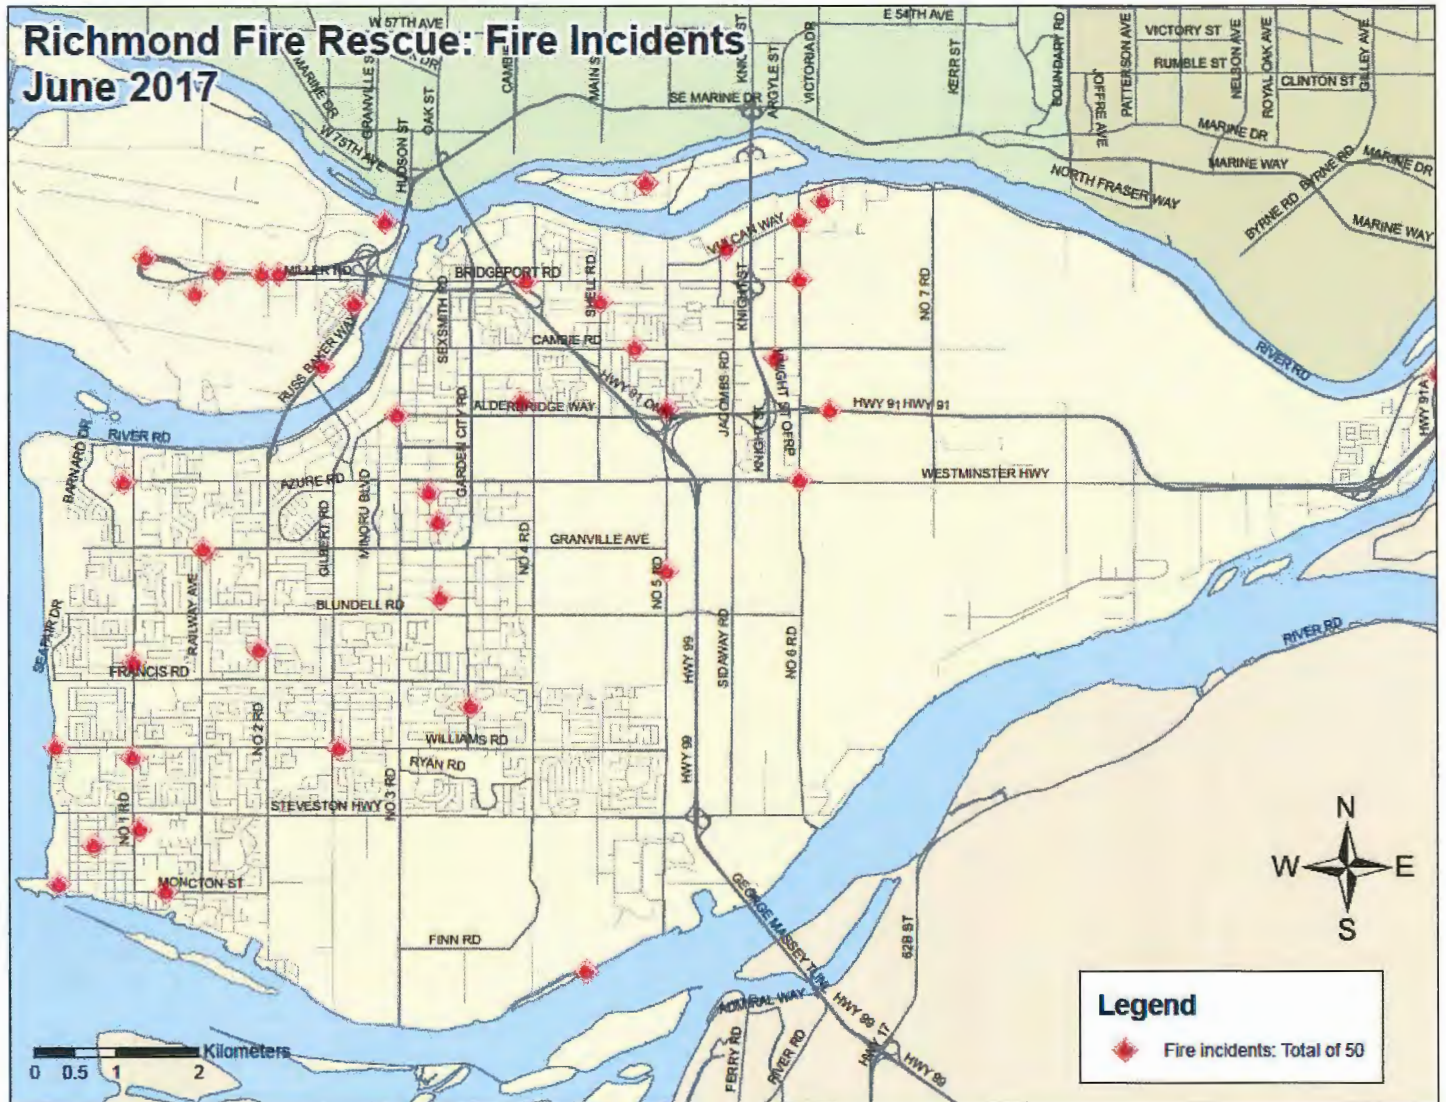 Richmond Fire Rescue: Fire Incidents
June 2017
W 57TH AVE
E 54TH AVE
MARINE DR
GRANVILLE S
OAK ST
CAMBIE
MAIN S
KNIGHT ST
ARGYLE ST
VICTORIA DR
KERR ST
BOUNDARY RD
JOFFRE AVE
PATTERSON AVE
VICTORY ST
RUMBLE ST
NELSON AVE
ROYAL OAK AVE
CLINTON ST
GILLEY AVE
SE MARINE DR
W 75TH AVE
HUDSON ST
MARINE DR
MARINE WAY
BYRNE RD
MARINE DR
NORTH FRASER WAY
BYRNE RD
MARINE WAY
VULCAN WAY
MILLER RD
BRIDGEPORT RD
SHELL RD
KNIGHT ST
NO 7 RD
SEXSMITH RD
CAMBIE RD
RUSS BAKER WAY
RIVER RD
HWY 91
JACOBS RD
ALDERBRIDGE WAY
GARDEN CITY RD
HWY 91 HWY 91
HWY 91A
RIVER RD
BARNARD DR
AZURE RD
MINORU BLVD
GILBERT RD
WESTMINSTER HWY
NO 4 RD
GRANVILLE AVE
NO 5 RD
RAILWAY AVE
BLUNDELL RD
SEAFAIR DR
FRANCIS RD
HWY 99
SIDAWAY RD
NO 6 RD
RIVER RD
NO 2 RD
WILLIAMS RD
RYAN RD
HWY 99
NO 3 RD
STEVESTON HWY
NO 1 RD
MONCTON ST
FINN RD
GEORGE MASSEY TUNL
62B ST
ADMIRAL WAY
HWY 99
HWY 17
HWY 99
FERRY RD
RIVER RD
N
W
E
S
Legend
Fire incidents: Total of 50
Kilometers
0 0.5 1 2